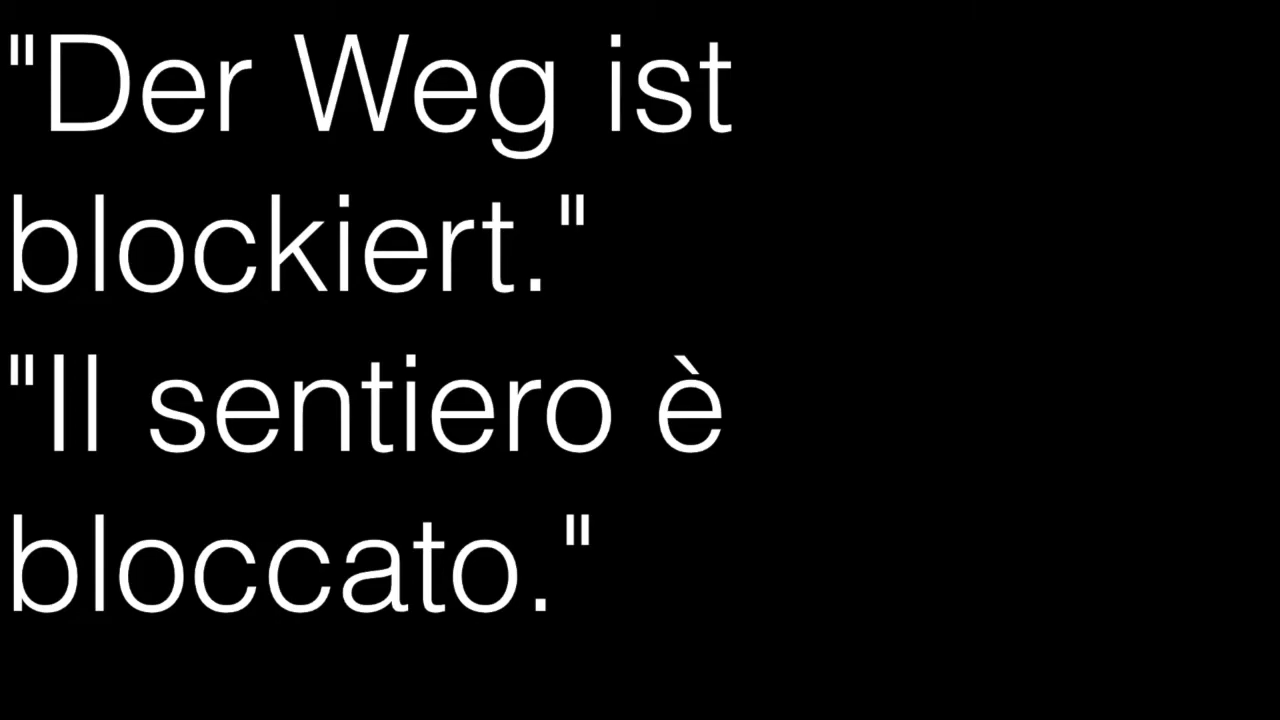 "Der Weg ist
blockiert."
"Il sentiero è
bloccato."